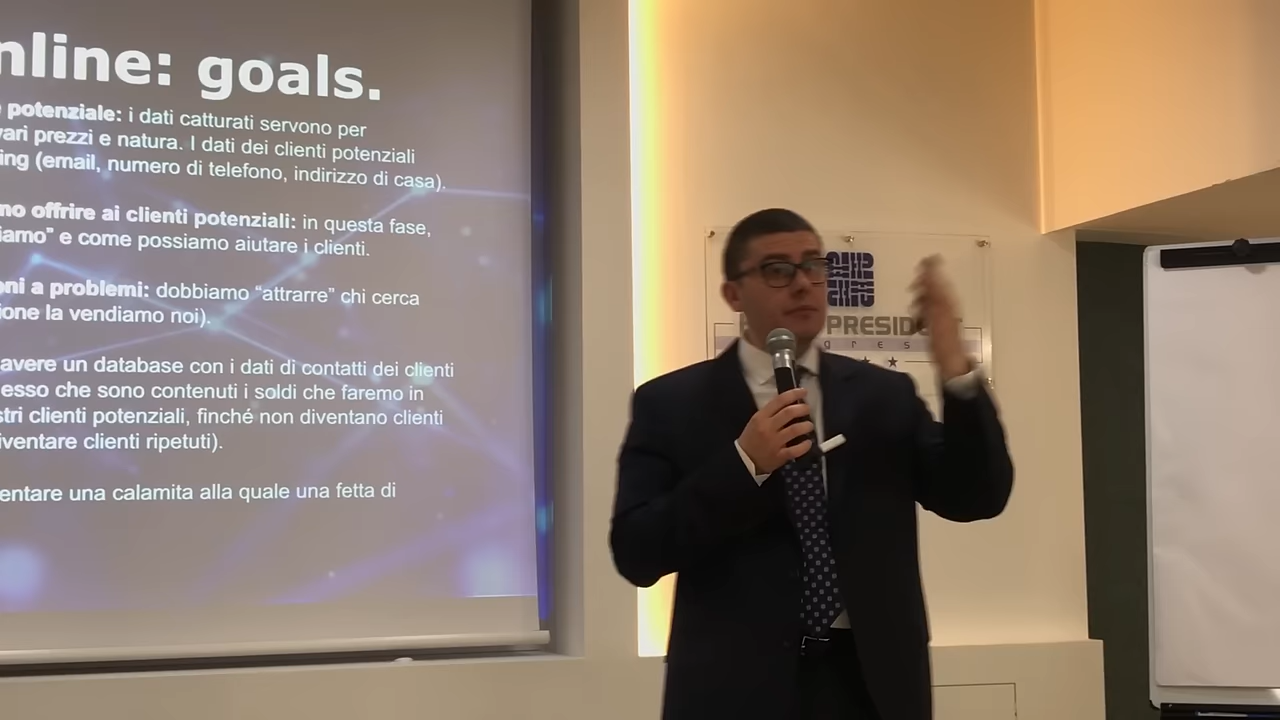 nline: goals.
potenziale: i dati catturati servono per
vari prezzi e natura. I dati dei clienti potenziali
ing (email, numero di telefono, indirizzo di casa).
no offrire ai clienti potenziali: in questa fase,
iamo" e come possiamo aiutare i clienti.
ni a problemi: dobbiamo “attrarre” chi cerca
ione la vendiamo noi).
avere un database con i dati di contatti dei clienti
esso che sono contenuti i soldi che faremo in
stri clienti potenziali, finché non diventano clienti
iventare clienti ripetuti).
entare una calamita alla quale una fetta di
PRESID
gres